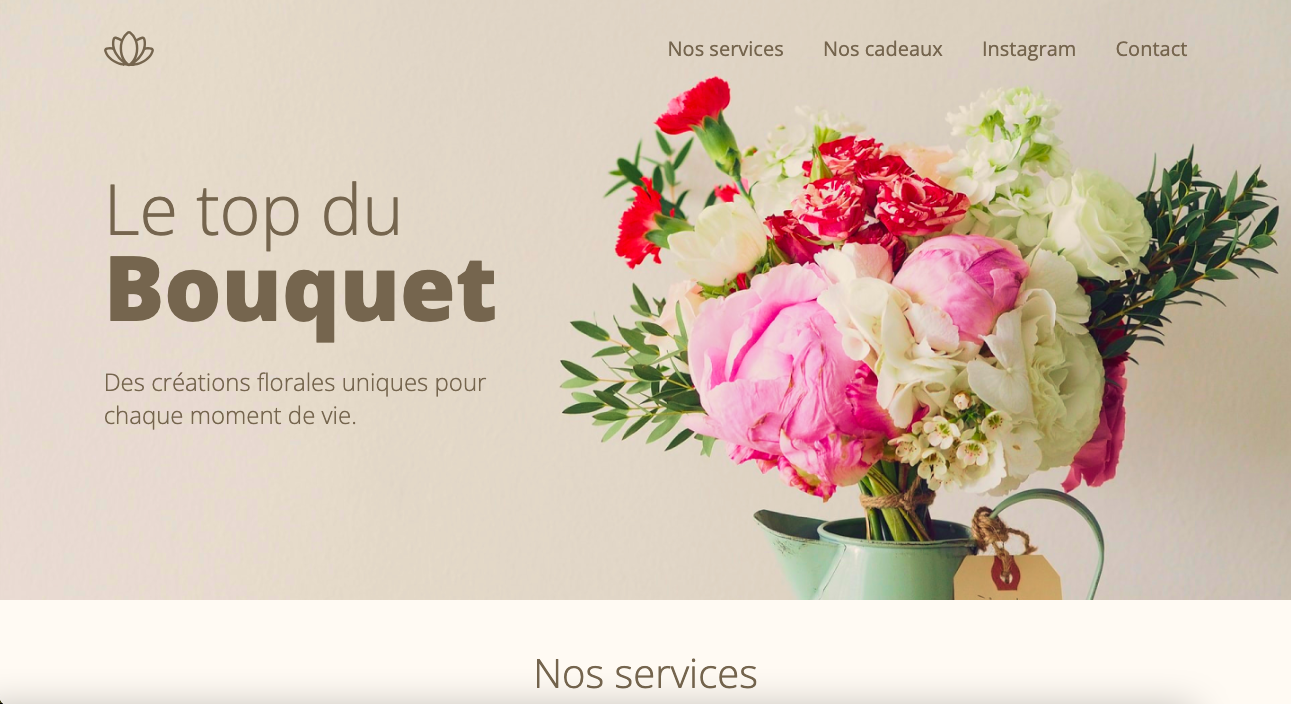 Nos services
Nos cadeaux
Instagram
Contact
Le top du
Bouquet
Des créations florales uniques pour
chaque moment de vie.
Nos services